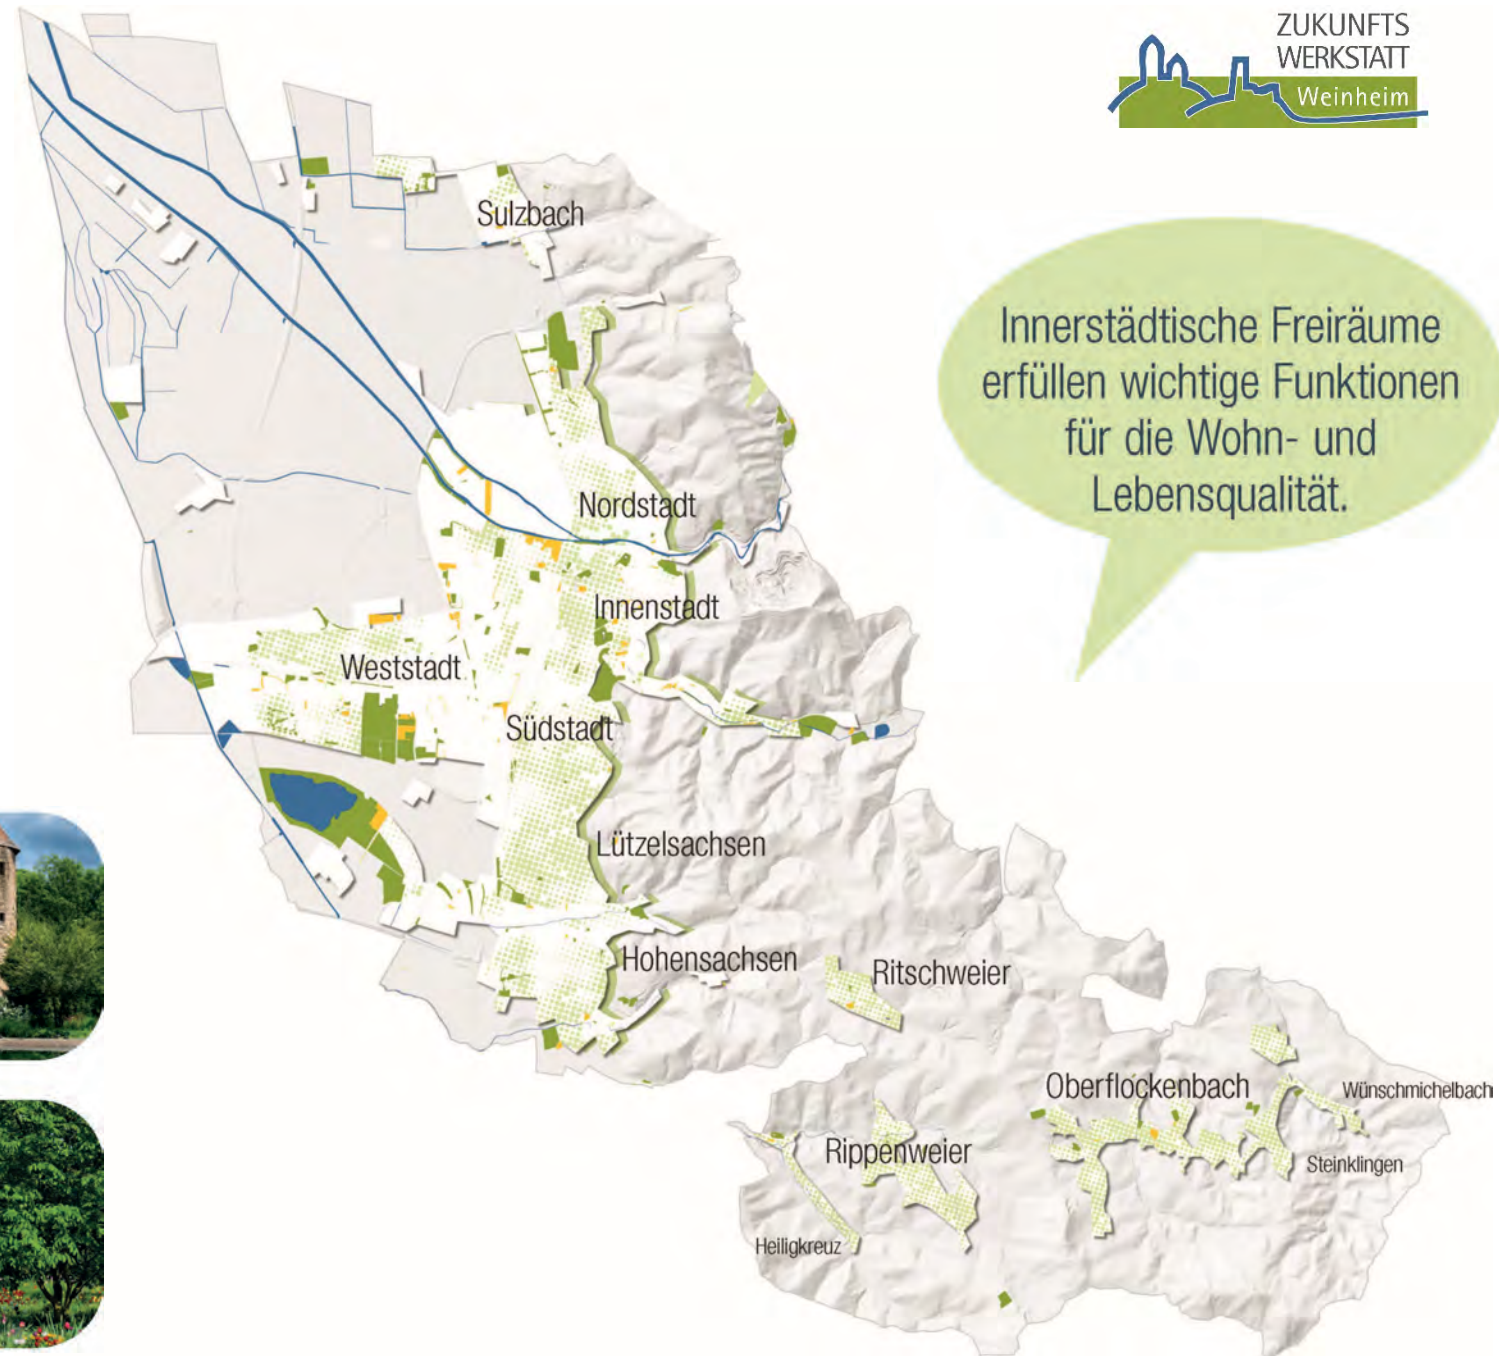 ZUKUNFTS
WERKSTATT
Weinheim
Sulzbach
Innerstädtische Freiräume
erfüllen wichtige Funktionen
für die Wohn- und
Lebensqualität.
Nordstadt
Innenstadt
Weststadt
Südstadt
Lützelsachsen
Hohensachsen
Ritschweier
Oberflockenbach
Wünschmichelbach
Rippenweier
Steinklingen
Heiligkreuz